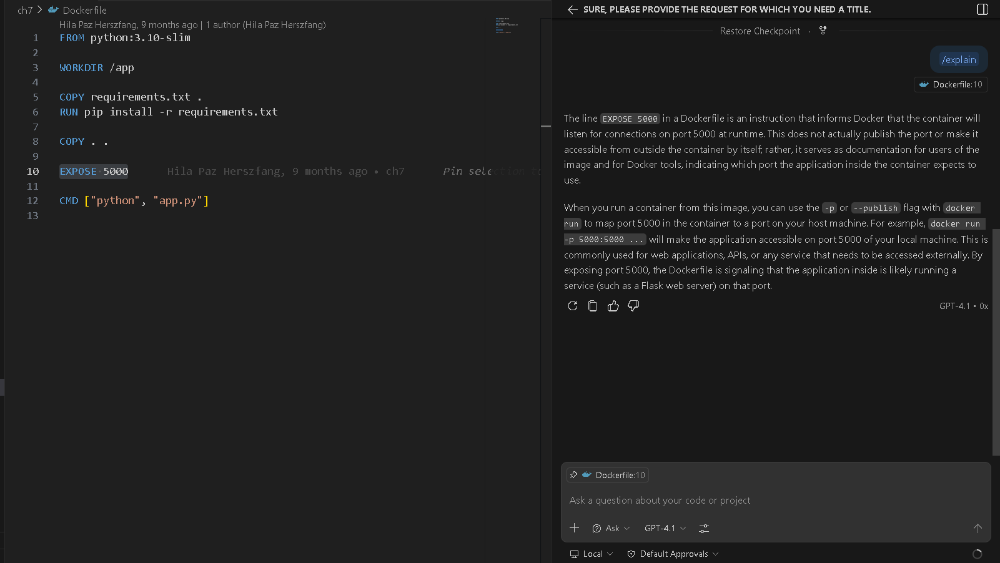 ch7 > Dockerfile
Hila Paz Herszfang, 9 months ago | 1 author (Hila Paz Herszfang)
1 FROM python:3.10-slim
2
3 WORKDIR /app
4
5 COPY requirements.txt .
6 RUN pip install -r requirements.txt
7
8 COPY . .
9
10 EXPOSE 5000 Hila Paz Herszfang, 9 months ago • ch7 Pin selection to
11
12 CMD ["python", "app.py"]
13
SURE, PLEASE PROVIDE THE REQUEST FOR WHICH YOU NEED A TITLE.
Restore Checkpoint ·
/explain
Dockerfile:10
The line EXPOSE 5000 in a Dockerfile is an instruction that informs Docker that the container will
listen for connections on port 5000 at runtime. This does not actually publish the port or make it
accessible from outside the container by itself; rather, it serves as documentation for users of the
image and for Docker tools, indicating which port the application inside the container expects to
use.
When you run a container from this image, you can use the -p or --publish flag with docker
run to map port 5000 in the container to a port on your host machine. For example, docker run
-p 5000:5000 ... will make the application accessible on port 5000 of your local machine. This is
commonly used for web applications, APIs, or any service that needs to be accessed externally. By
exposing port 5000, the Dockerfile is signaling that the application inside is likely running a
service (such as a Flask web server) on that port.
GPT-4.1 • 0x
Dockerfile:10
Ask a question about your code or project
Ask GPT-4.1
Local Default Approvals